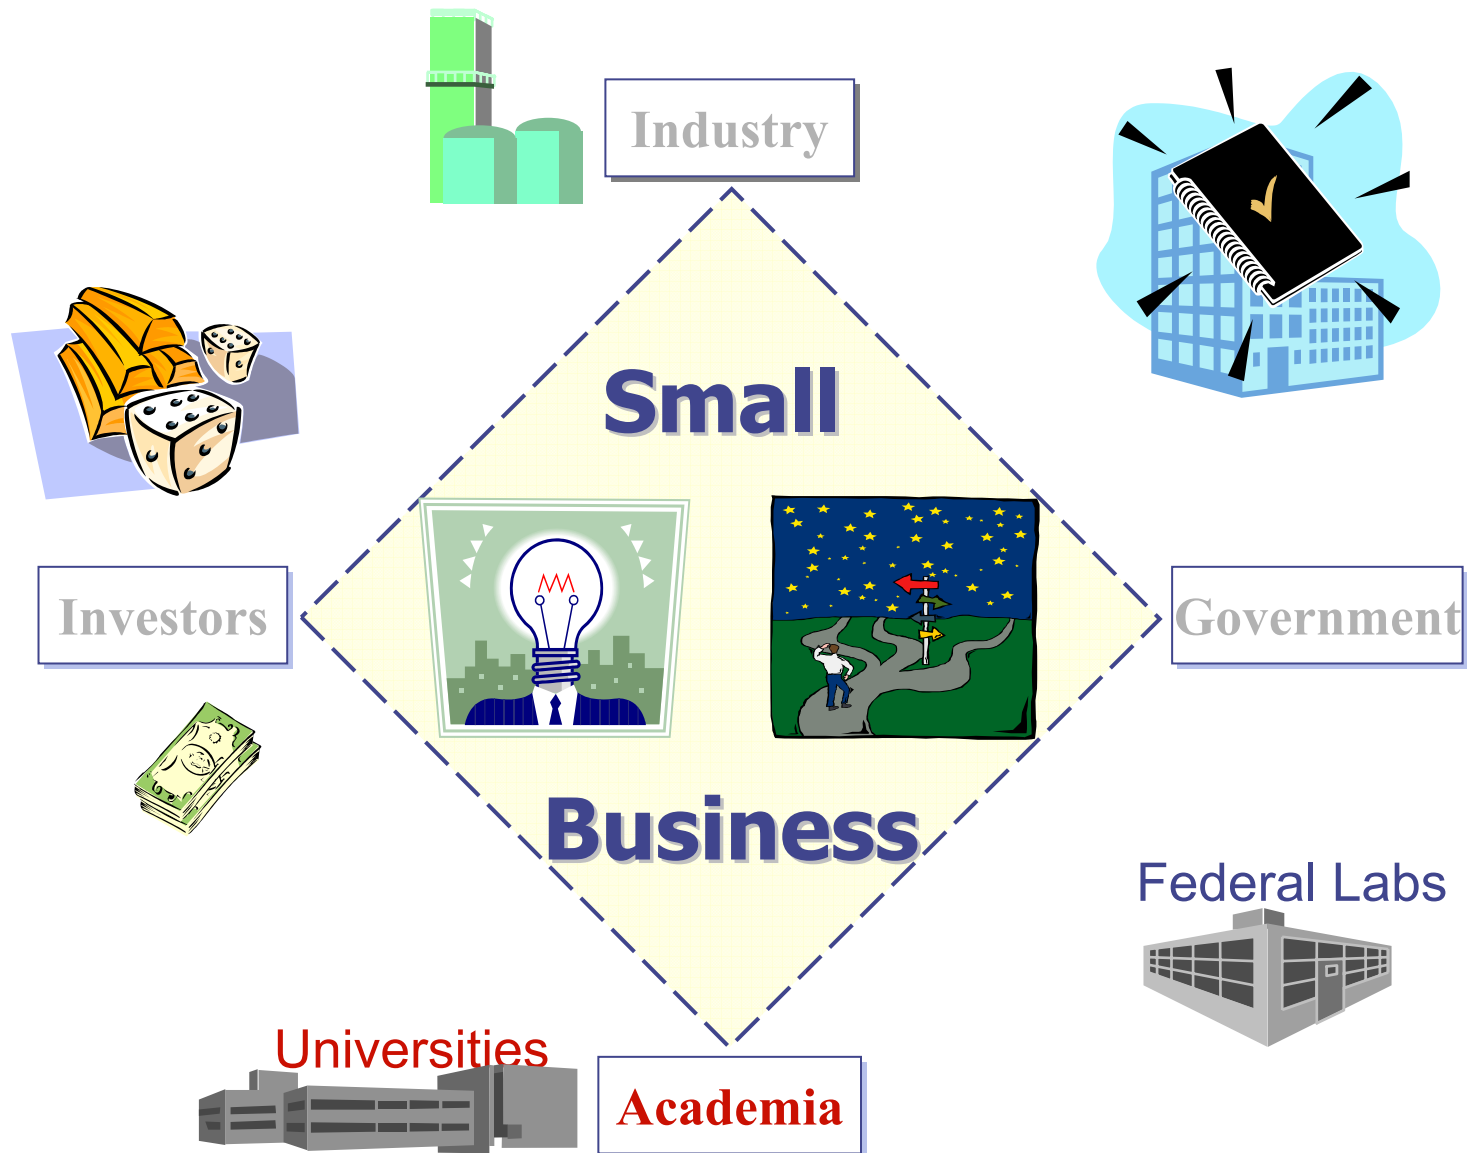 Industry
Small
Investors
Government
Business
Federal Labs
Universities
Academia